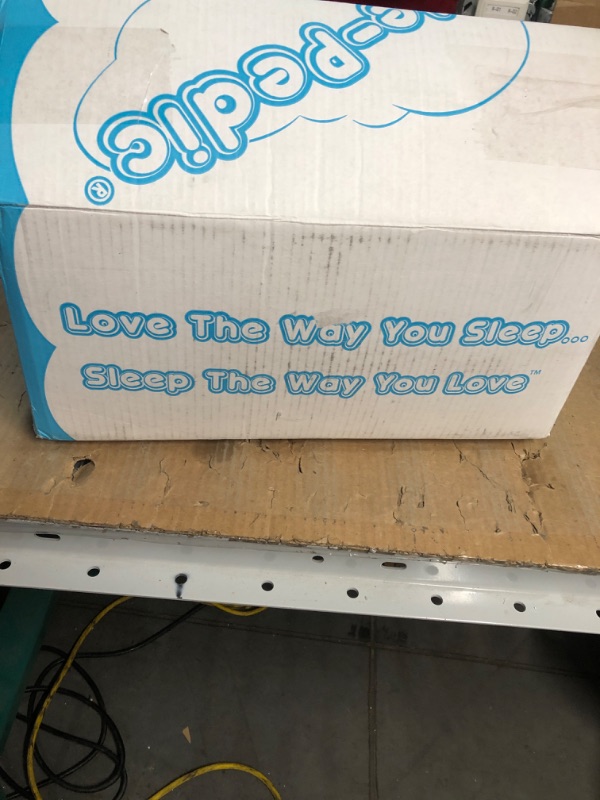 e-Pedic®
Love The Way You Sleep...
Sleep The Way You Love™